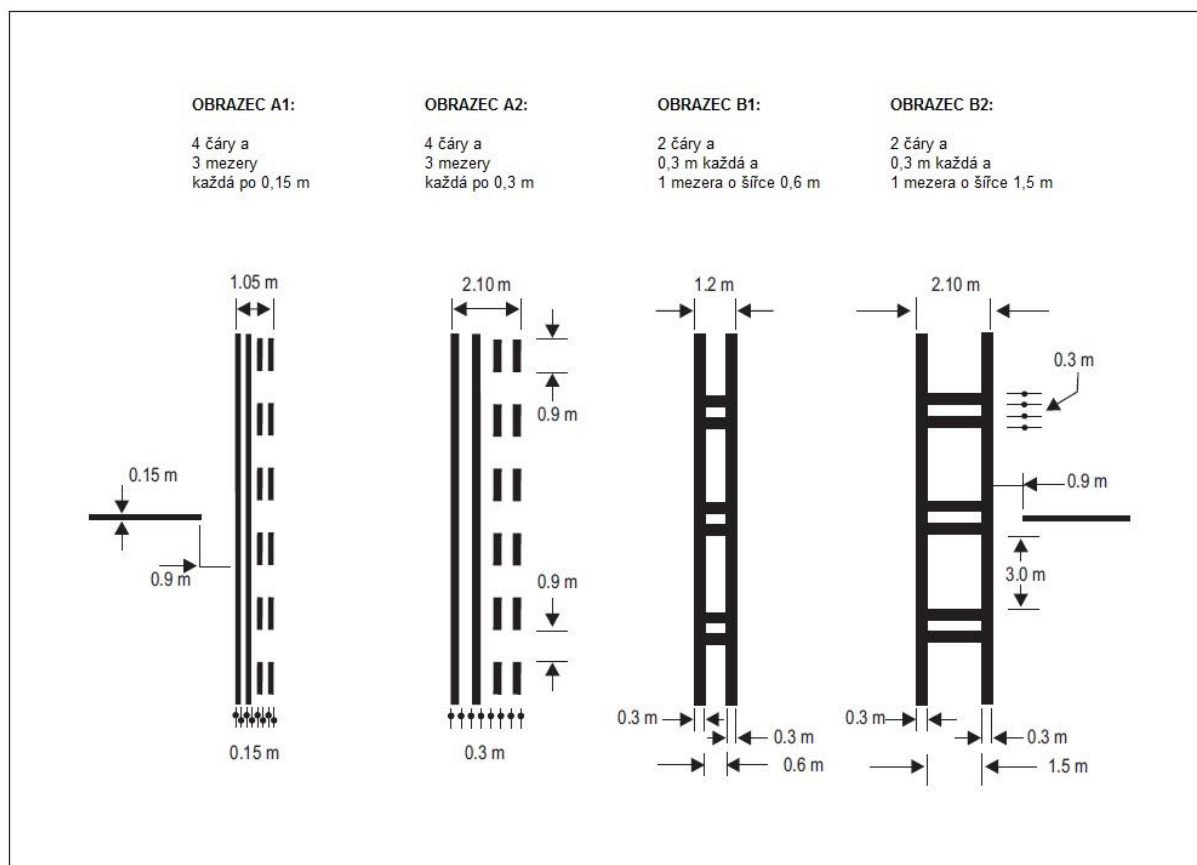 OBRAZEC A1:
4 čáry a
3 mezery
každá po 0,15 m
OBRAZEC A2:
4 čáry a
3 mezery
každá po 0,3 m
OBRAZEC B1:
2 čáry a
0,3 m každá a
1 mezera o šířce 0,6 m
OBRAZEC B2:
2 čáry a
0,3 m každá a
1 mezera o šířce 1,5 m
1.05 m
2.10 m
1.2 m
2.10 m
0.3 m
0.9 m
0.15 m
0.9 m
0.9 m
0.9 m
3.0 m
0.15 m
0.3 m
0.3 m
0.3 m
0.6 m
0.3 m
0.3 m
1.5 m